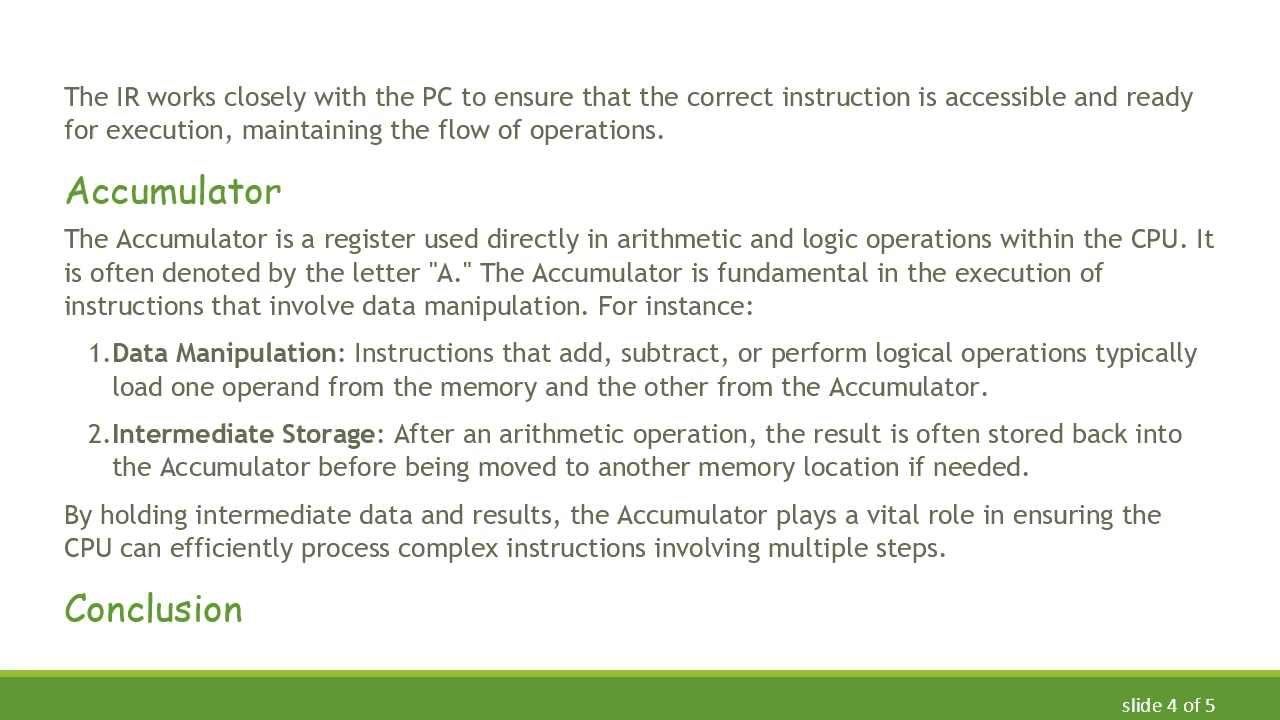 The IR works closely with the PC to ensure that the correct instruction is accessible and ready
for execution, maintaining the flow of operations.
Accumulator
The Accumulator is a register used directly in arithmetic and logic operations within the CPU. It
is often denoted by the letter "A." The Accumulator is fundamental in the execution of
instructions that involve data manipulation. For instance:
1.Data Manipulation: Instructions that add, subtract, or perform logical operations typically
load one operand from the memory and the other from the Accumulator.
2.Intermediate Storage: After an arithmetic operation, the result is often stored back into
the Accumulator before being moved to another memory location if needed.
By holding intermediate data and results, the Accumulator plays a vital role in ensuring the
CPU can efficiently process complex instructions involving multiple steps.
Conclusion
slide 4 of 5